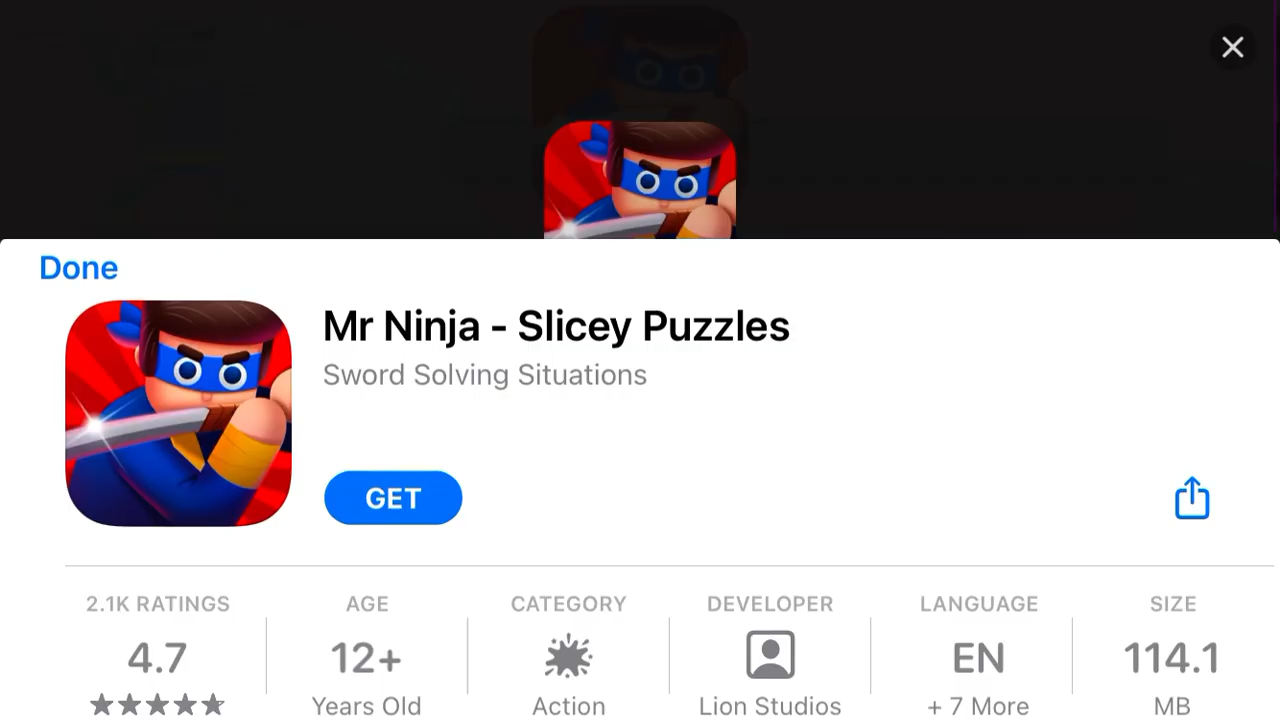 Done
Mr Ninja - Slicey Puzzles
Sword Solving Situations
GET
2.1K RATINGS
4.7
AGE
12+
Years Old
CATEGORY
Action
DEVELOPER
Lion Studios
LANGUAGE
EN
+ 7 More
SIZE
114.1
MB